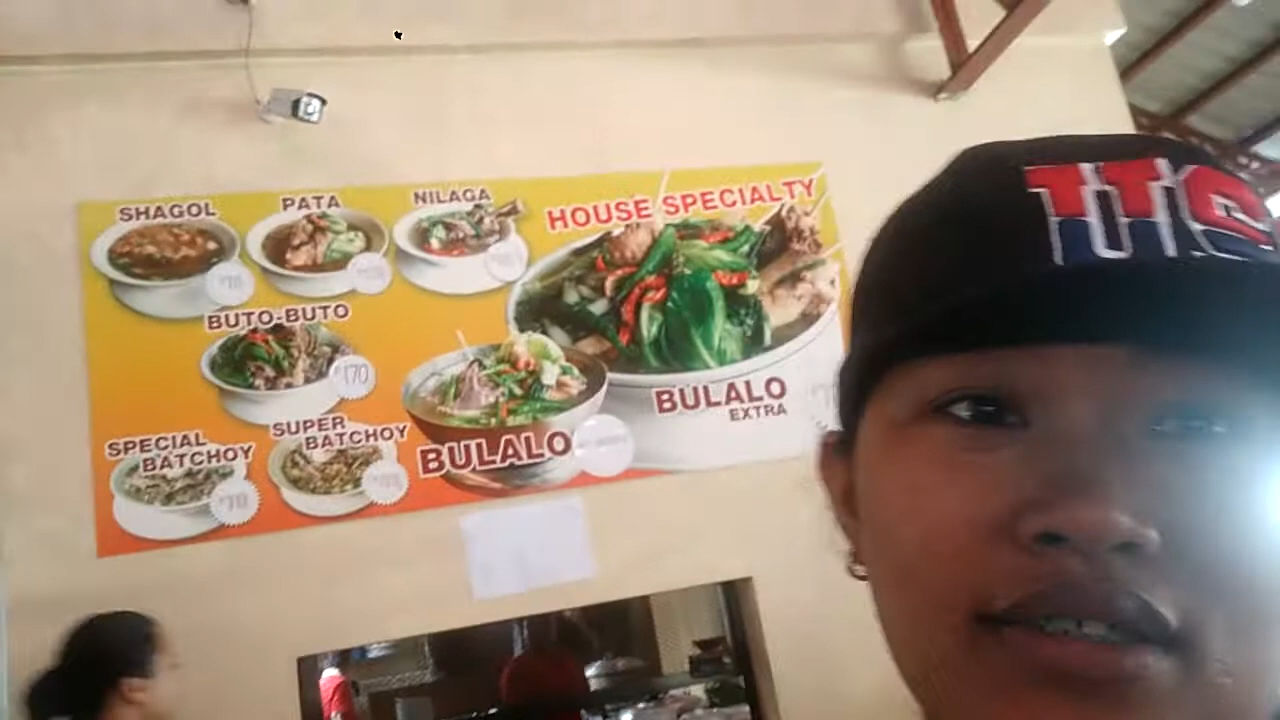 SHAGOL
PATA
NILAGA
HOUSE SPECIALTY
BUTO-BUTO
170
BULALO
EXTRA
SPECIAL
BATCHOY
SUPER
BATCHOY
BULALO